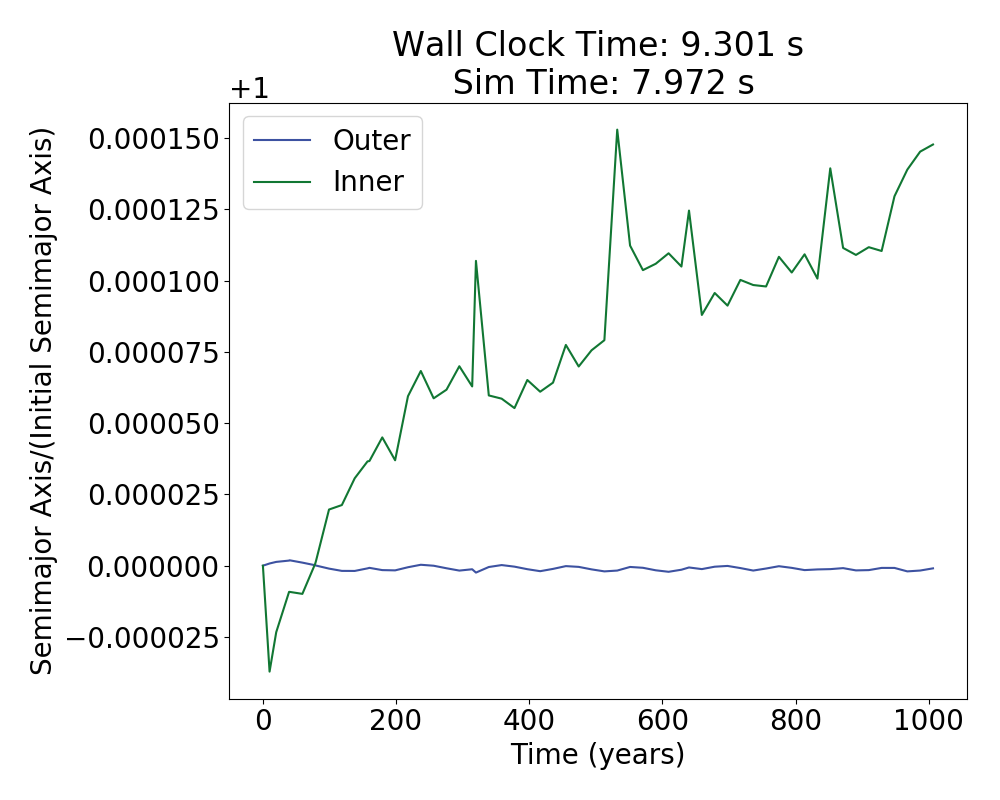 Wall Clock Time: 9.301 s
Sim Time: 7.972 s
+1
Outer
Inner
0.000150
0.000125
0.000100
0.000075
0.000050
0.000025
0.000000
−0.000025
Semimajor Axis/(Initial Semimajor Axis)
0 200 400 600 800 1000
Time (years)